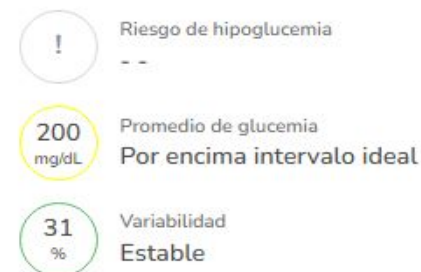 !
Riesgo de hipoglucemia
- -
200
mg/dL
Promedio de glucemia
Por encima intervalo ideal
31
%
Variabilidad
Estable